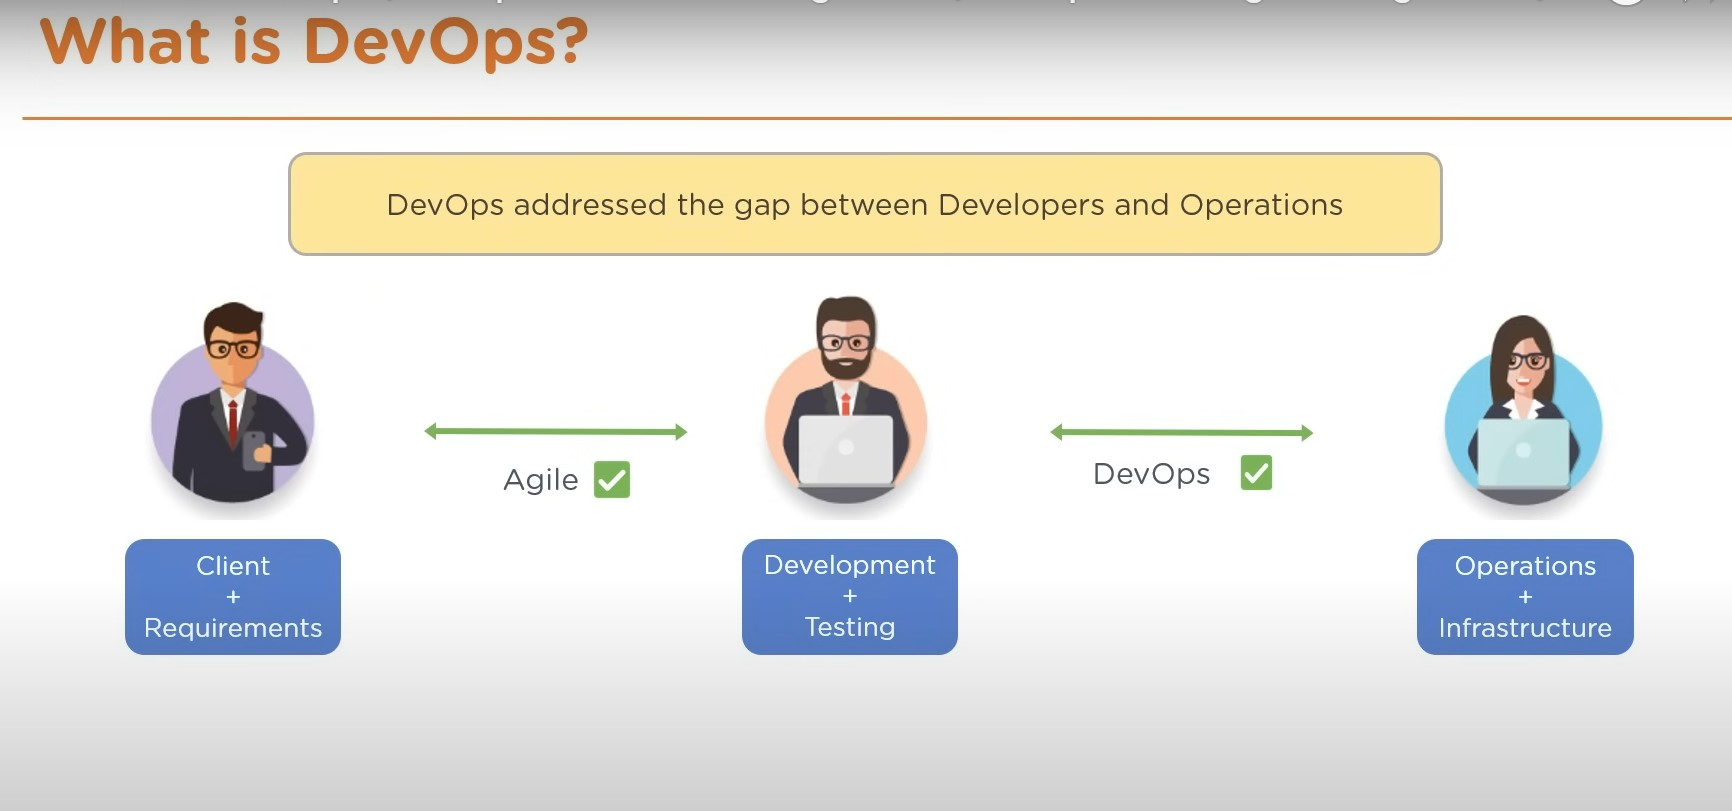 What is DevOps?
DevOps addressed the gap between Developers and Operations
Agile
DevOps
Client
+
Requirements
Development
+
Testing
Operations
+
Infrastructure